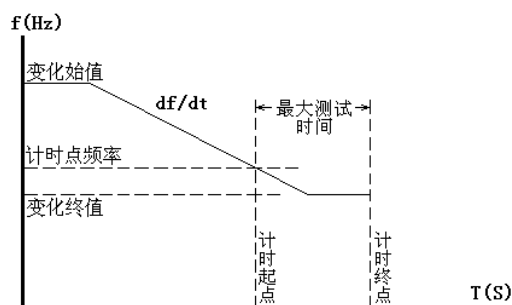 f(Hz)
变化始值
df/dt
最大测试
时间
计时点频率
变化终值
计时起点
计时终点
T(S)